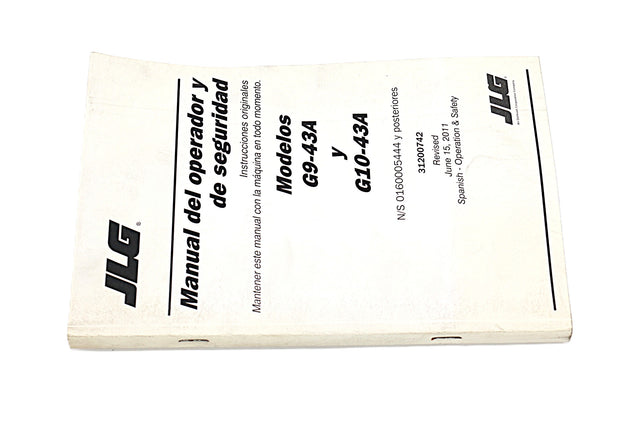 JLG®
Manual del operador y
de seguridad
Instrucciones originales
Mantener este manual con la máquina en todo momento.
Modelos
G9-43A
y
G10-43A
N/S 0160005444 y posteriores
31200742
Revised
June 15, 2011
Spanish - Operation & Safety
JLG®